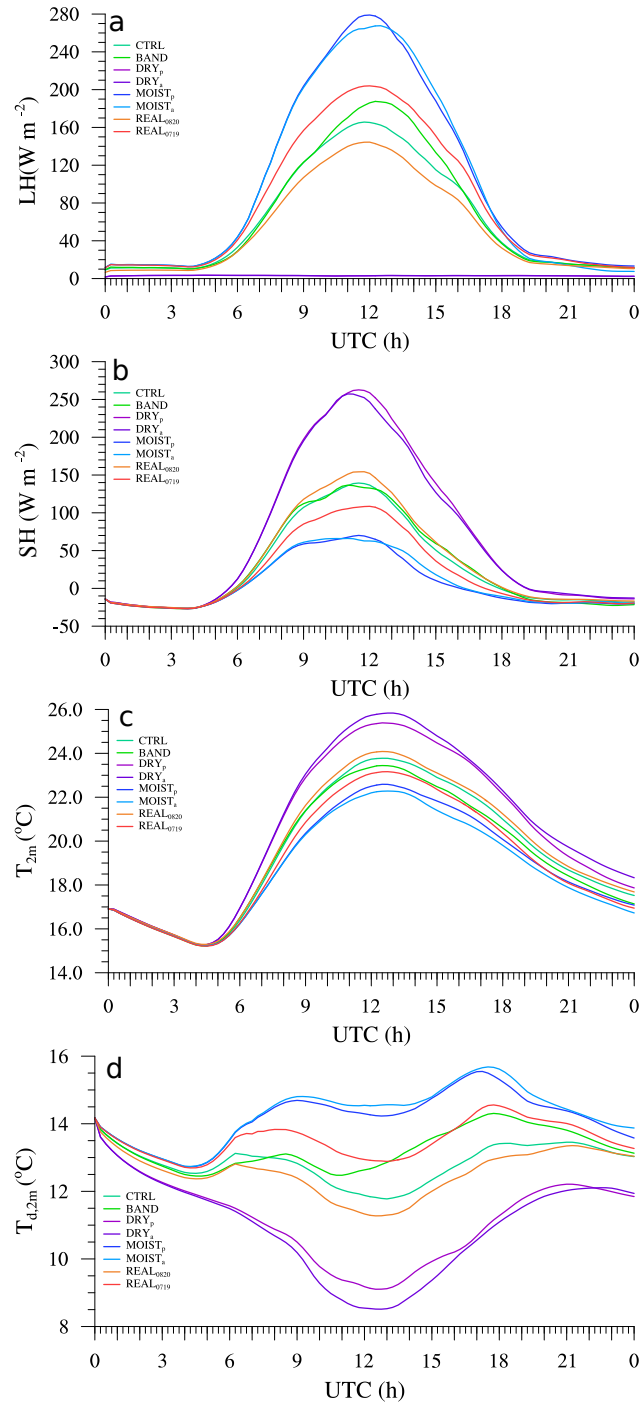 a
280
240
200
160
120
80
40
0
LH(W m⁻²)
CTRL
BAND
DRYₚ
DRYₐ
MOISTₚ
MOISTₐ
REAL₀₈₂₀
REAL₀₇₁₉
0 3 6 9 12 15 18 21 0
UTC (h)
b
300
250
200
150
100
50
0
-50
SH (W m⁻²)
CTRL
BAND
DRYₚ
DRYₐ
MOISTₚ
MOISTₐ
REAL₀₈₂₀
REAL₀₇₁₉
0 3 6 9 12 15 18 21 0
UTC (h)
c
26.0
24.0
22.0
20.0
18.0
16.0
14.0
T₂ₘ (°C)
CTRL
BAND
DRYₚ
DRYₐ
MOISTₚ
MOISTₐ
REAL₀₈₂₀
REAL₀₇₁₉
0 3 6 9 12 15 18 21 0
UTC (h)
d
16
14
12
10
8
T_d,2m (°C)
CTRL
BAND
DRYₚ
DRYₐ
MOISTₚ
MOISTₐ
REAL₀₈₂₀
REAL₀₇₁₉
0 3 6 9 12 15 18 21 0
UTC (h)